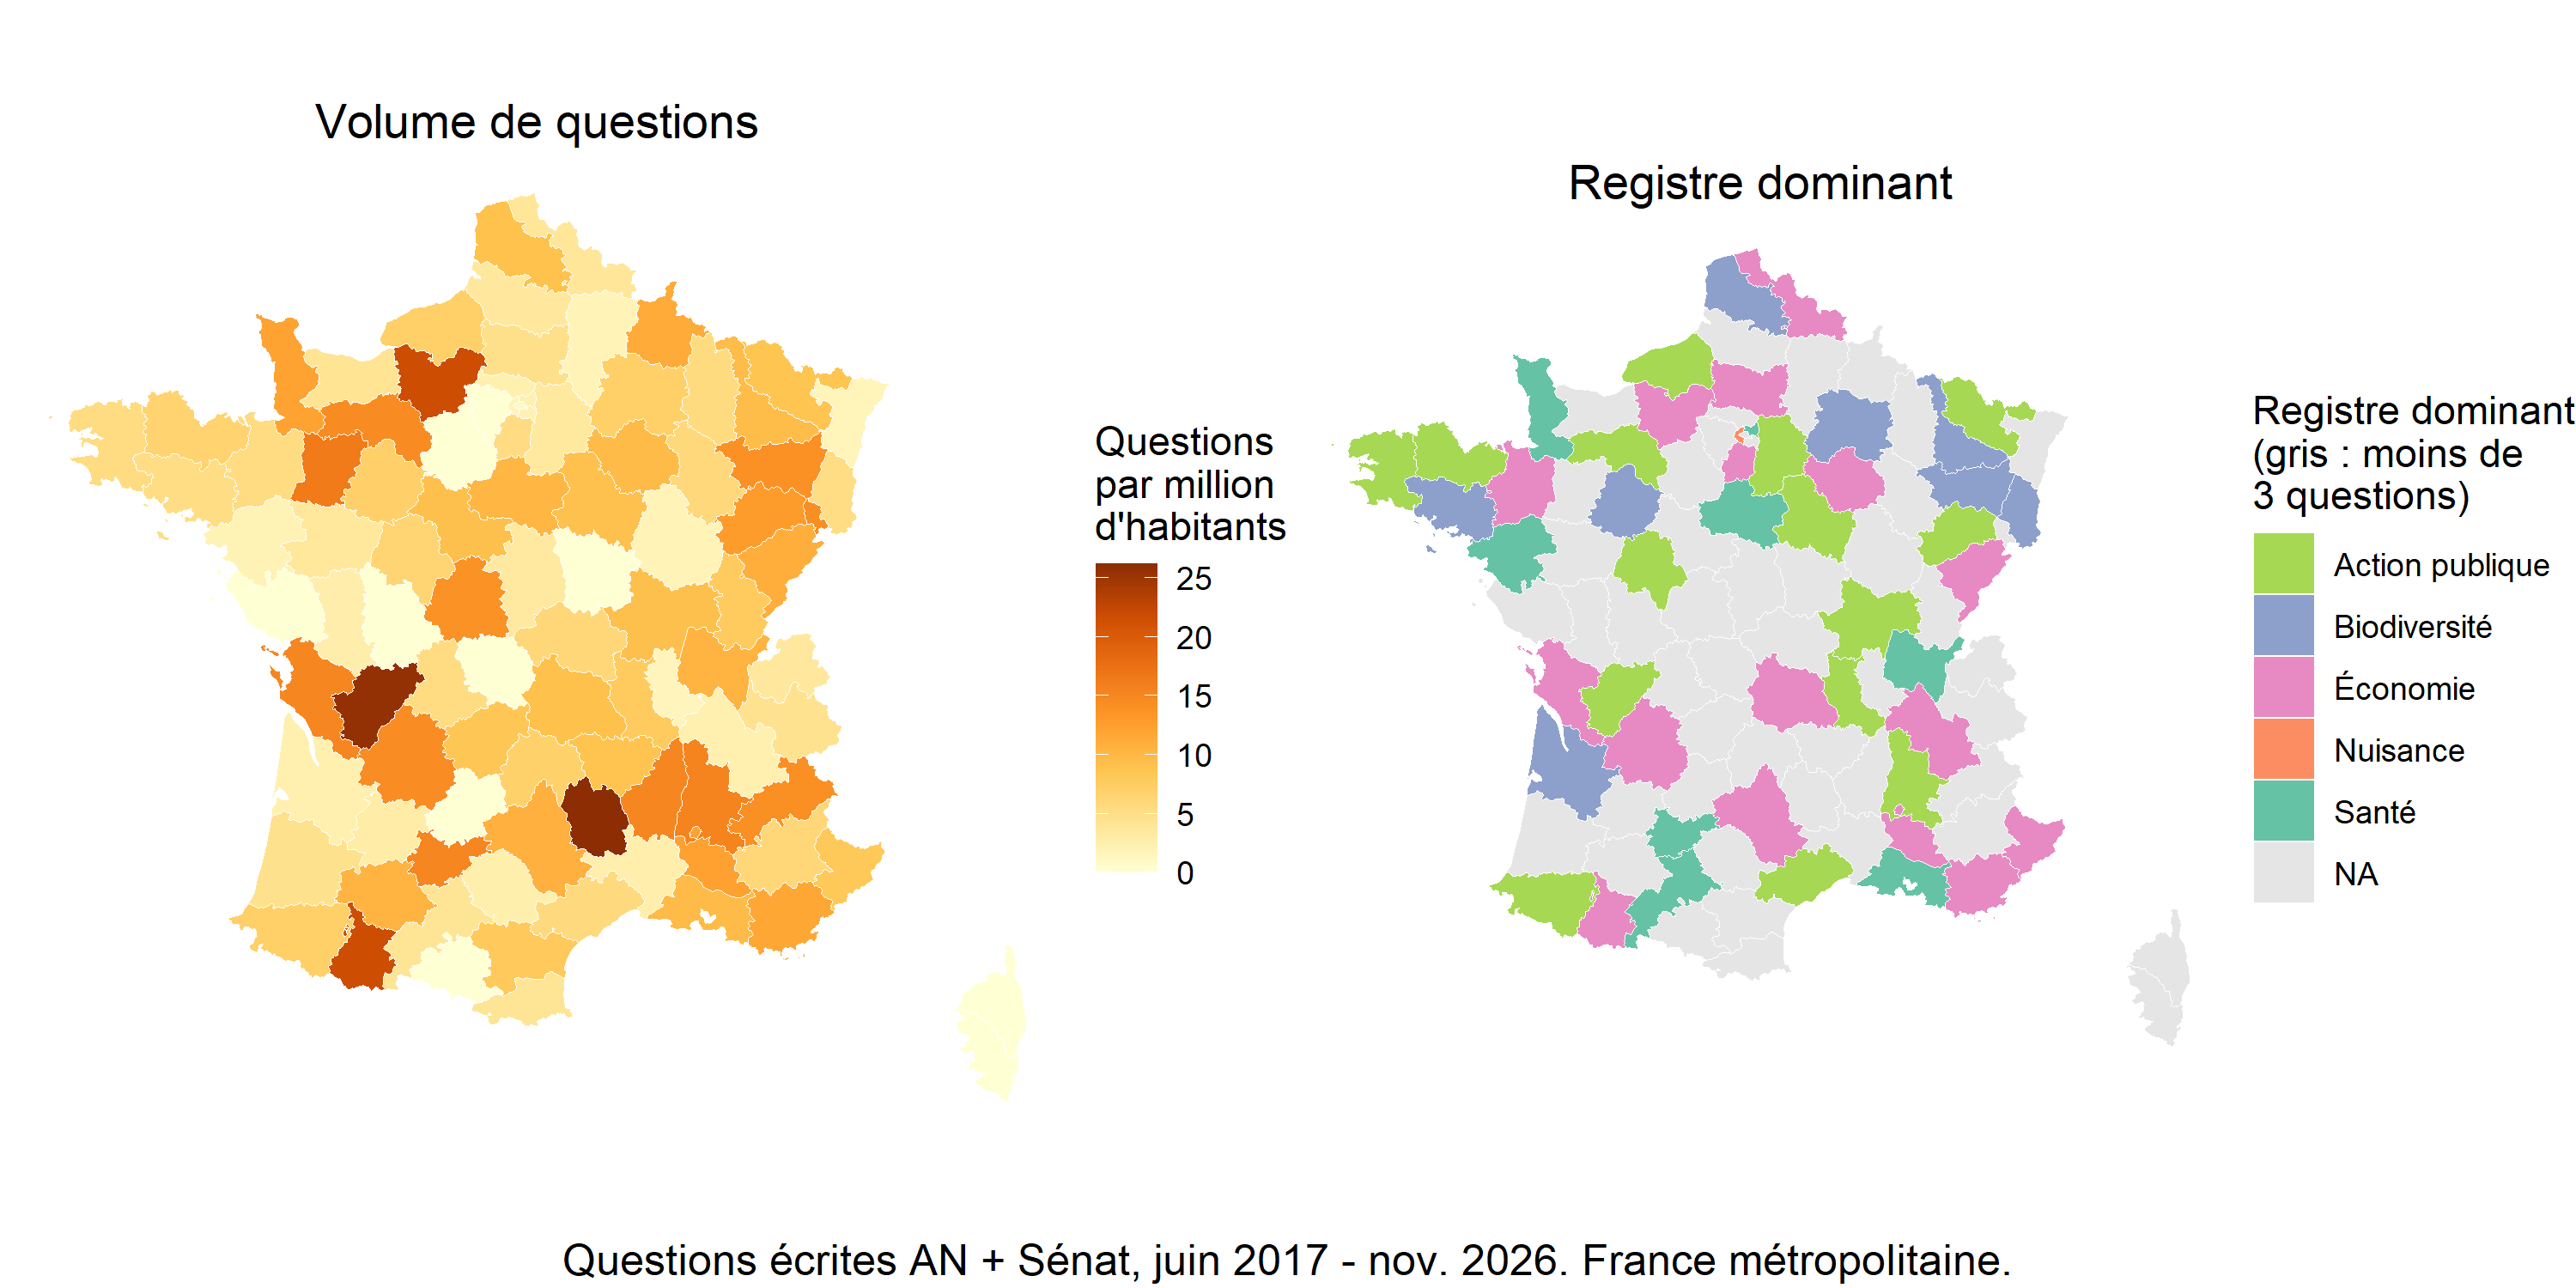 Volume de questions
Registre dominant
Questions
par million
d'habitants
25
20
15
10
5
0
Registre dominant
(gris : moins de
3 questions)
Action publique
Biodiversité
Économie
Nuisance
Santé
NA
Questions écrites AN + Sénat, juin 2017 - nov. 2026. France métropolitaine.